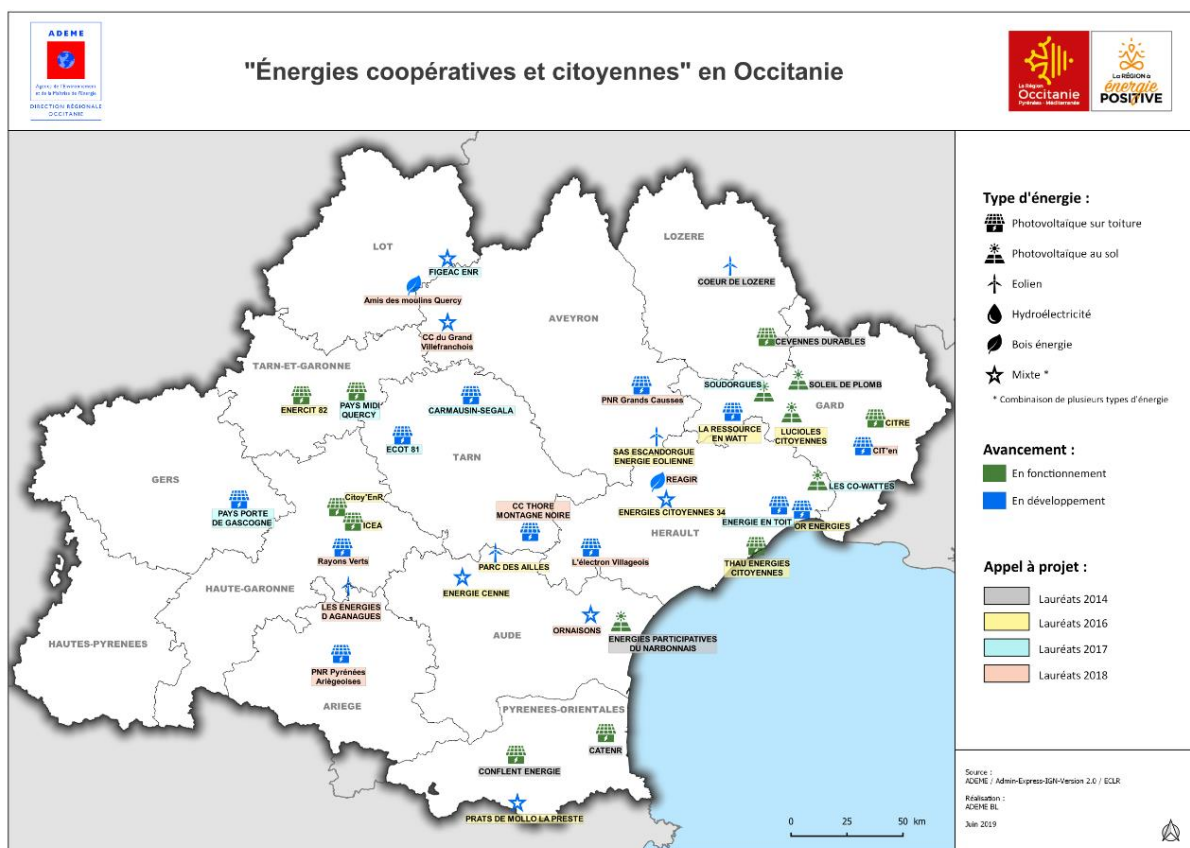 ADEME
Agence de l'Environnement
et de la Maîtrise de l'Energie
DIRECTION RÉGIONALE
OCCITANIE
"Énergies coopératives et citoyennes" en Occitanie
La Région
Occitanie
Pyrénées - Méditerranée
La RÉGION à
énergie
POSITIVE
LOT
FIGEAC ENR
Amis des moulins Quercy
CC du Grand
Villefranchois
LOZERE
COEUR DE LOZERE
AVEYRON
CEVENNES DURABLES
TARN-ET-GARONNE
ENERCIT 82
PAYS MIDI
QUERCY
CARMAUSIN-SEGALA
PNR Grands Causses
SOUDORGUES
SOLEIL DE PLOMB
GARD
LA RESSOURCE
EN WATT
LUCIOLES
CITOYENNES
CITRE
CIT'en
ECOT 81
TARN
SAS ESCANDORGUE
ENERGIE EOLIENNE
REAGIR
ENERGIES CITOYENNES 34
LES CO-WATTES
GERS
PAYS PORTE
DE GASCOGNE
Citoy'EnR
ICEA
CC THORE
MONTAGNE NOIRE
ENERGIE EN TOIT
OR ENERGIES
HERAULT
Rayons Verts
PARC DES AILLES
L'électron Villageois
THAU ENERGIES
CITOYENNES
HAUTE-GARONNE
ENERGIE CENNE
LES ENERGIES
D AGANAGUES
ORNAISONS
AUDE
ENERGIES PARTICIPATIVES
DU NARBONNAIS
HAUTES-PYRENEES
PNR Pyrénées
Ariégeoises
ARIEGE
PYRENEES-ORIENTALES
CATENR
CONFLENT ENERGIE
PRATS DE MOLLO LA PRESTE
0 25 50 km
Type d'énergie :
Photovoltaïque sur toiture
Photovoltaïque au sol
Eolien
Hydroélectricité
Bois énergie
Mixte *
* Combinaison de plusieurs types d'énergie
Avancement :
En fonctionnement
En développement
Appel à projet :
Lauréats 2014
Lauréats 2016
Lauréats 2017
Lauréats 2018
Source :
ADEME / Admin-Express-IGN-Version 2.0 / ECLR
Réalisation :
ADEME BL
Juin 2019